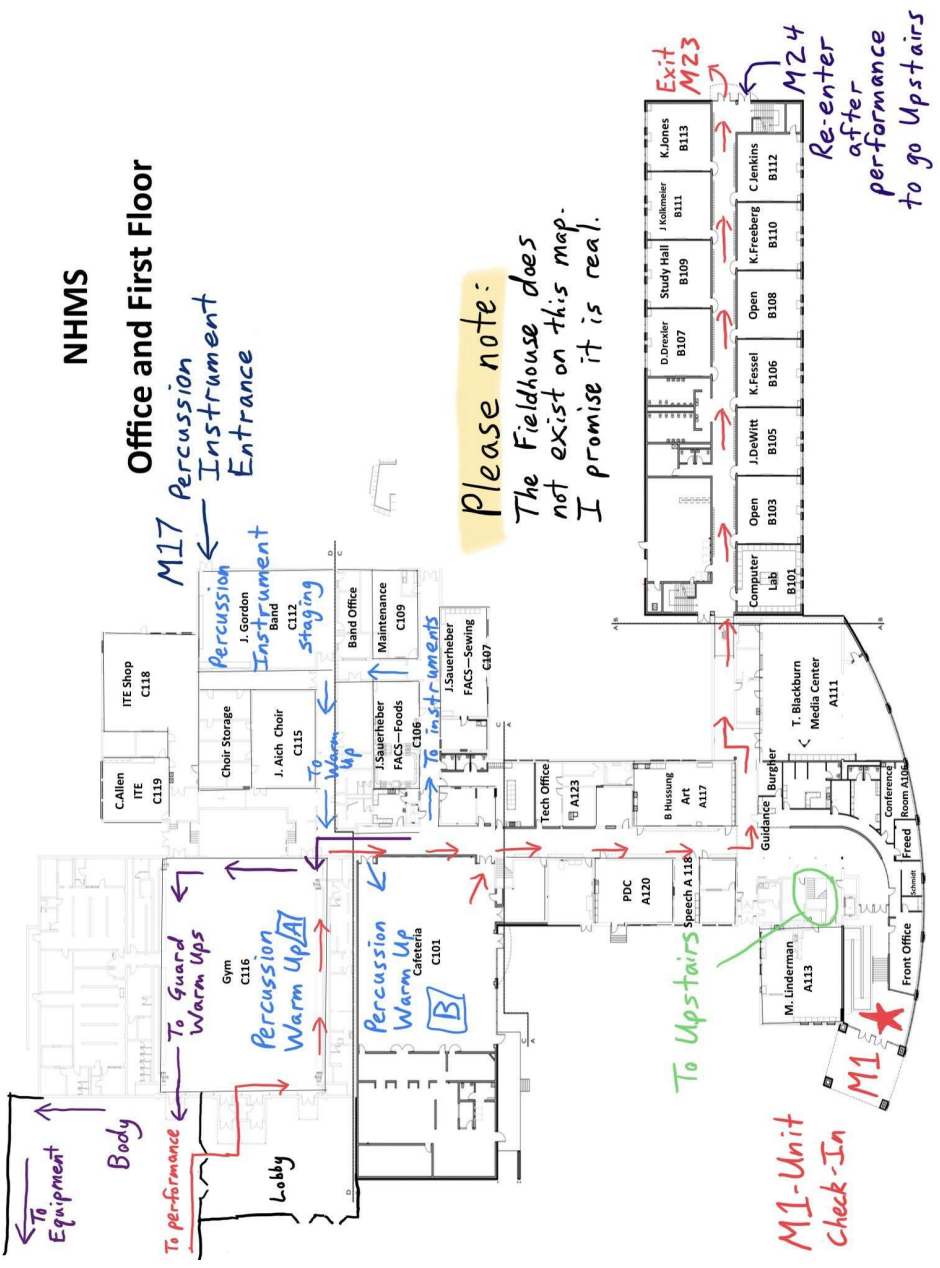 NHMS
Office and First Floor
M17 Percussion
Instrument
Entrance
Please note:
The Fieldhouse does
not exist on this map.
I promise it is real.
Exit
M23
M24
Re-enter
after
performance
to go Upstairs
K.Jones
B113
J Kolkmeier
B111
Study Hall
B109
D.Drexler
B107
C Jenkins
B112
K.Freeberg
B110
Open
B108
K.Fessel
B106
J.DeWitt
B105
Open
B103
Computer
Lab
B101
ITE Shop
C118
C.Allen
ITE
C119
Choir Storage
J. Aich Choir
C115
Percussion
Instrument
staging
J. Gordon
Band
C112
Band Office
Maintenance
C109
To
Warm
Up
J.Sauerheber
FACS—Foods
C106
To instruments
J.Sauerheber
FACS—Sewing
C107
D
C
D
C
C
A
C
A
A
B
A
B
Tech Office
A123
B Hussung
Art
A117
T. Blackburn
Media Center
A111
Burgher
Guidance
Conference
Room A106
Freed
Schmidt
Front Office
PDC
A120
Speech A 118
M. Linderman
A113
To Upstairs
M1
M1-Unit
Check-In
Gym
C116
To Guard
Warm Ups
Percussion
Warm Up A
Percussion
Warm Up
B
Cafeteria
C101
To
Equipment
Body
To performance
Lobby